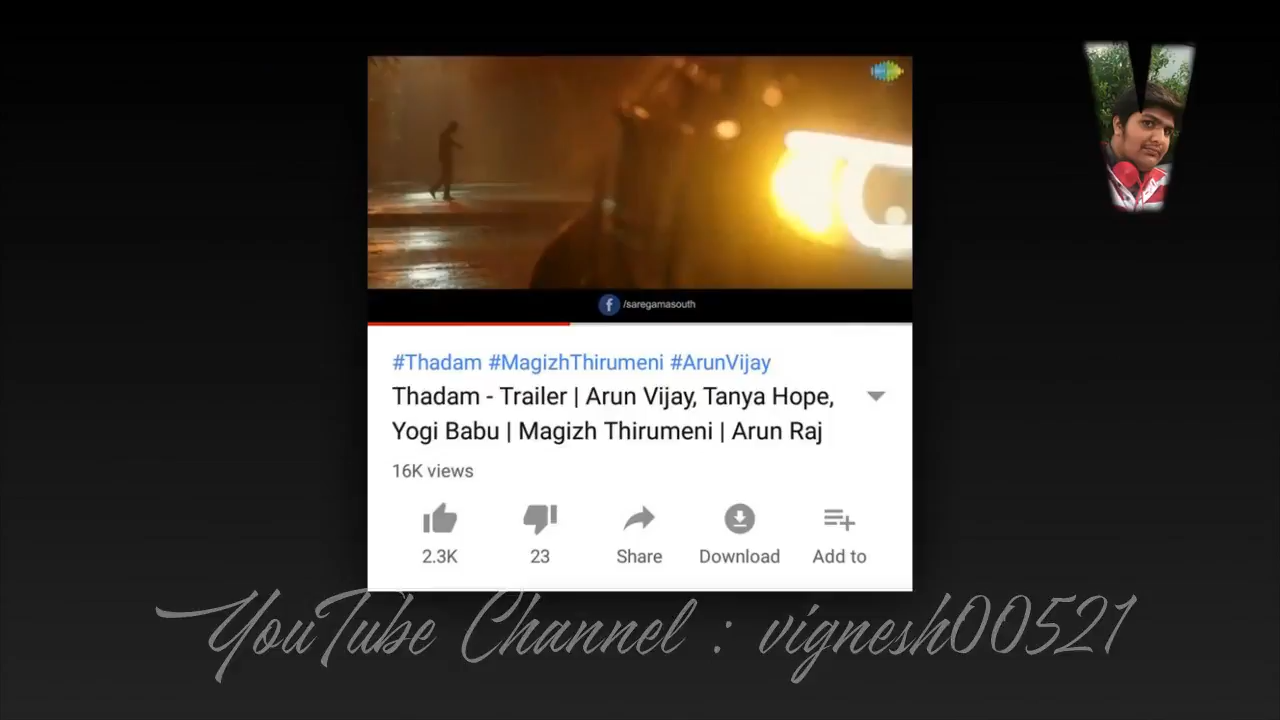 V
/saregamasouth
#Thadam #MagizhThirumeni #ArunVijay
Thadam - Trailer | Arun Vijay, Tanya Hope,
Yogi Babu | Magizh Thirumeni | Arun Raj
16K views
2.3K 23 Share Download Add to
YouTube Channel : vignesh00521